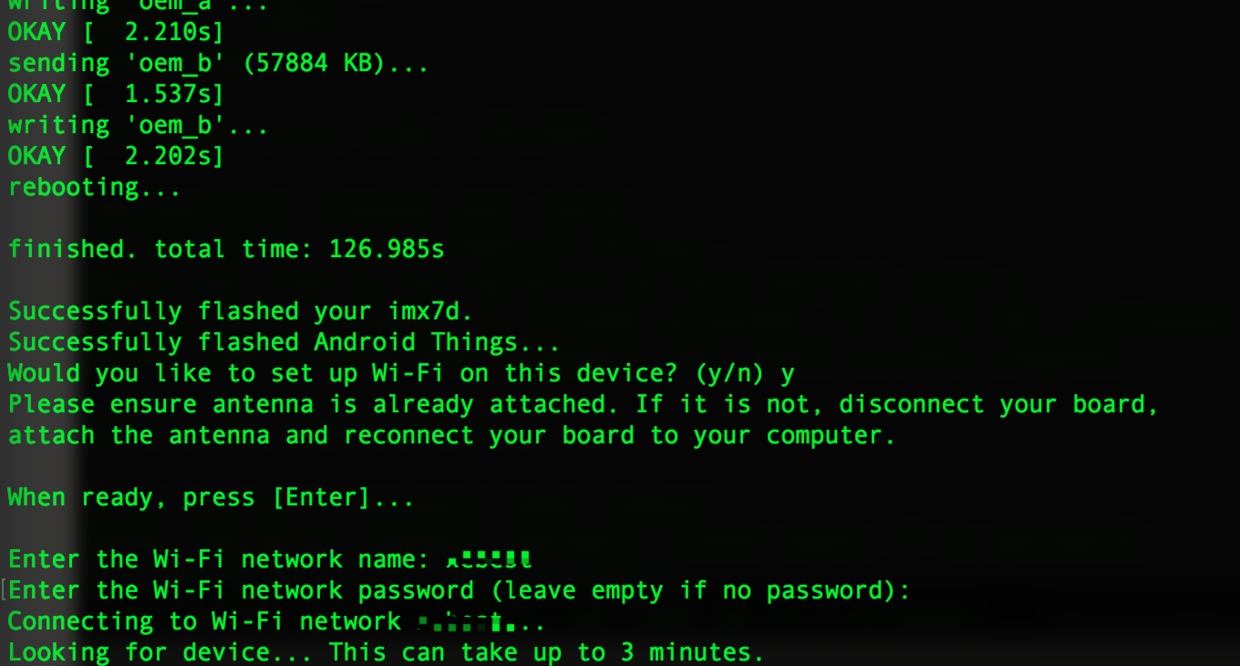 writing 'oem_a'...
OKAY [  2.210s]
sending 'oem_b' (57884 KB)...
OKAY [  1.537s]
writing 'oem_b'...
OKAY [  2.202s]
rebooting...
finished. total time: 126.985s
Successfully flashed your imx7d.
Successfully flashed Android Things...
Would you like to set up Wi-Fi on this device? (y/n) y
Please ensure antenna is already attached. If it is not, disconnect your board,
attach the antenna and reconnect your board to your computer.
When ready, press [Enter]...
Enter the Wi-Fi network name:
[Enter the Wi-Fi network password (leave empty if no password):
Connecting to Wi-Fi network ...
Looking for device... This can take up to 3 minutes.